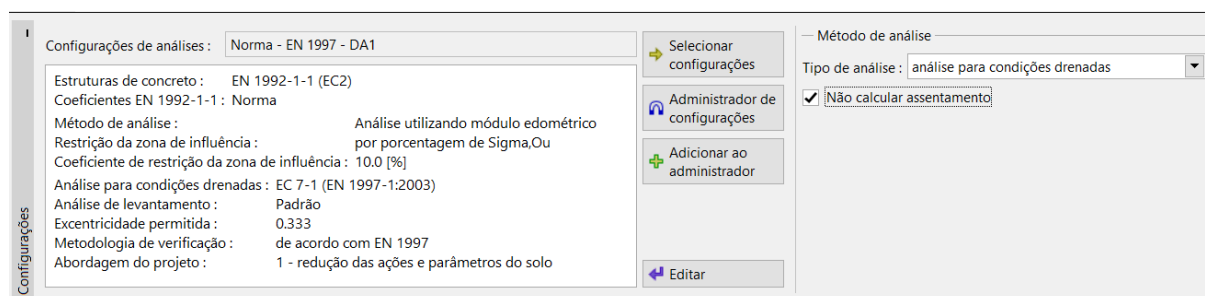 Configurações
Configurações de análises : Norma - EN 1997 - DA1
Estruturas de concreto : EN 1992-1-1 (EC2)
Coeficientes EN 1992-1-1 : Norma
Método de análise : Análise utilizando módulo edométrico
Restrição da zona de influência : por porcentagem de Sigma,Ou
Coeficiente de restrição da zona de influência : 10.0 [%]
Análise para condições drenadas : EC 7-1 (EN 1997-1:2003)
Análise de levantamento : Padrão
Excentricidade permitida : 0.333
Metodologia de verificação : de acordo com EN 1997
Abordagem do projeto : 1 - redução das ações e parâmetros do solo
Selecionar
configurações
Administrador de
configurações
Adicionar ao
administrador
Editar
Método de análise
Tipo de análise : análise para condições drenadas
Não calcular assentamento